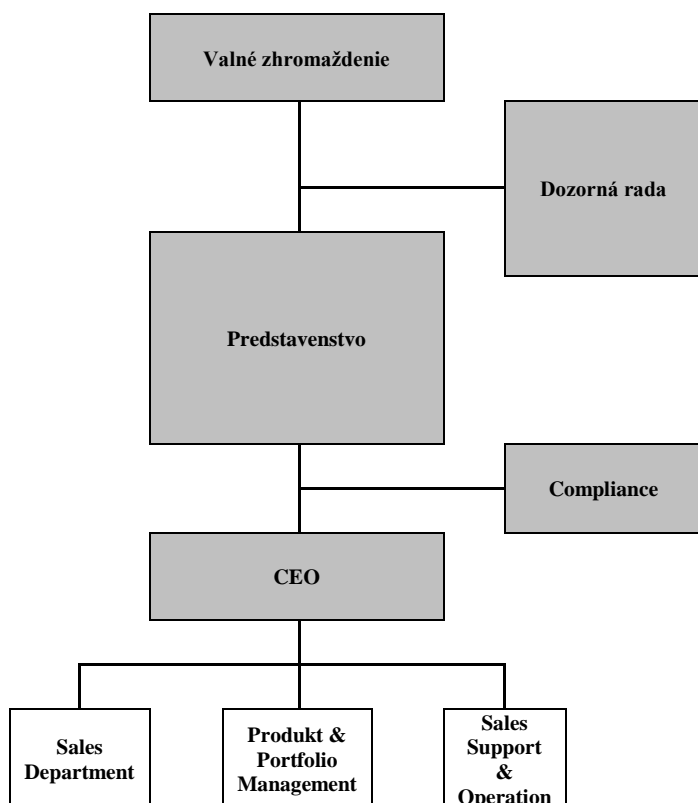 Valné zhromaždenie
Dozorná rada
Predstavenstvo
Compliance
CEO
Sales
Department
Produkt &
Portfolio
Management
Sales
Support
&
Operation